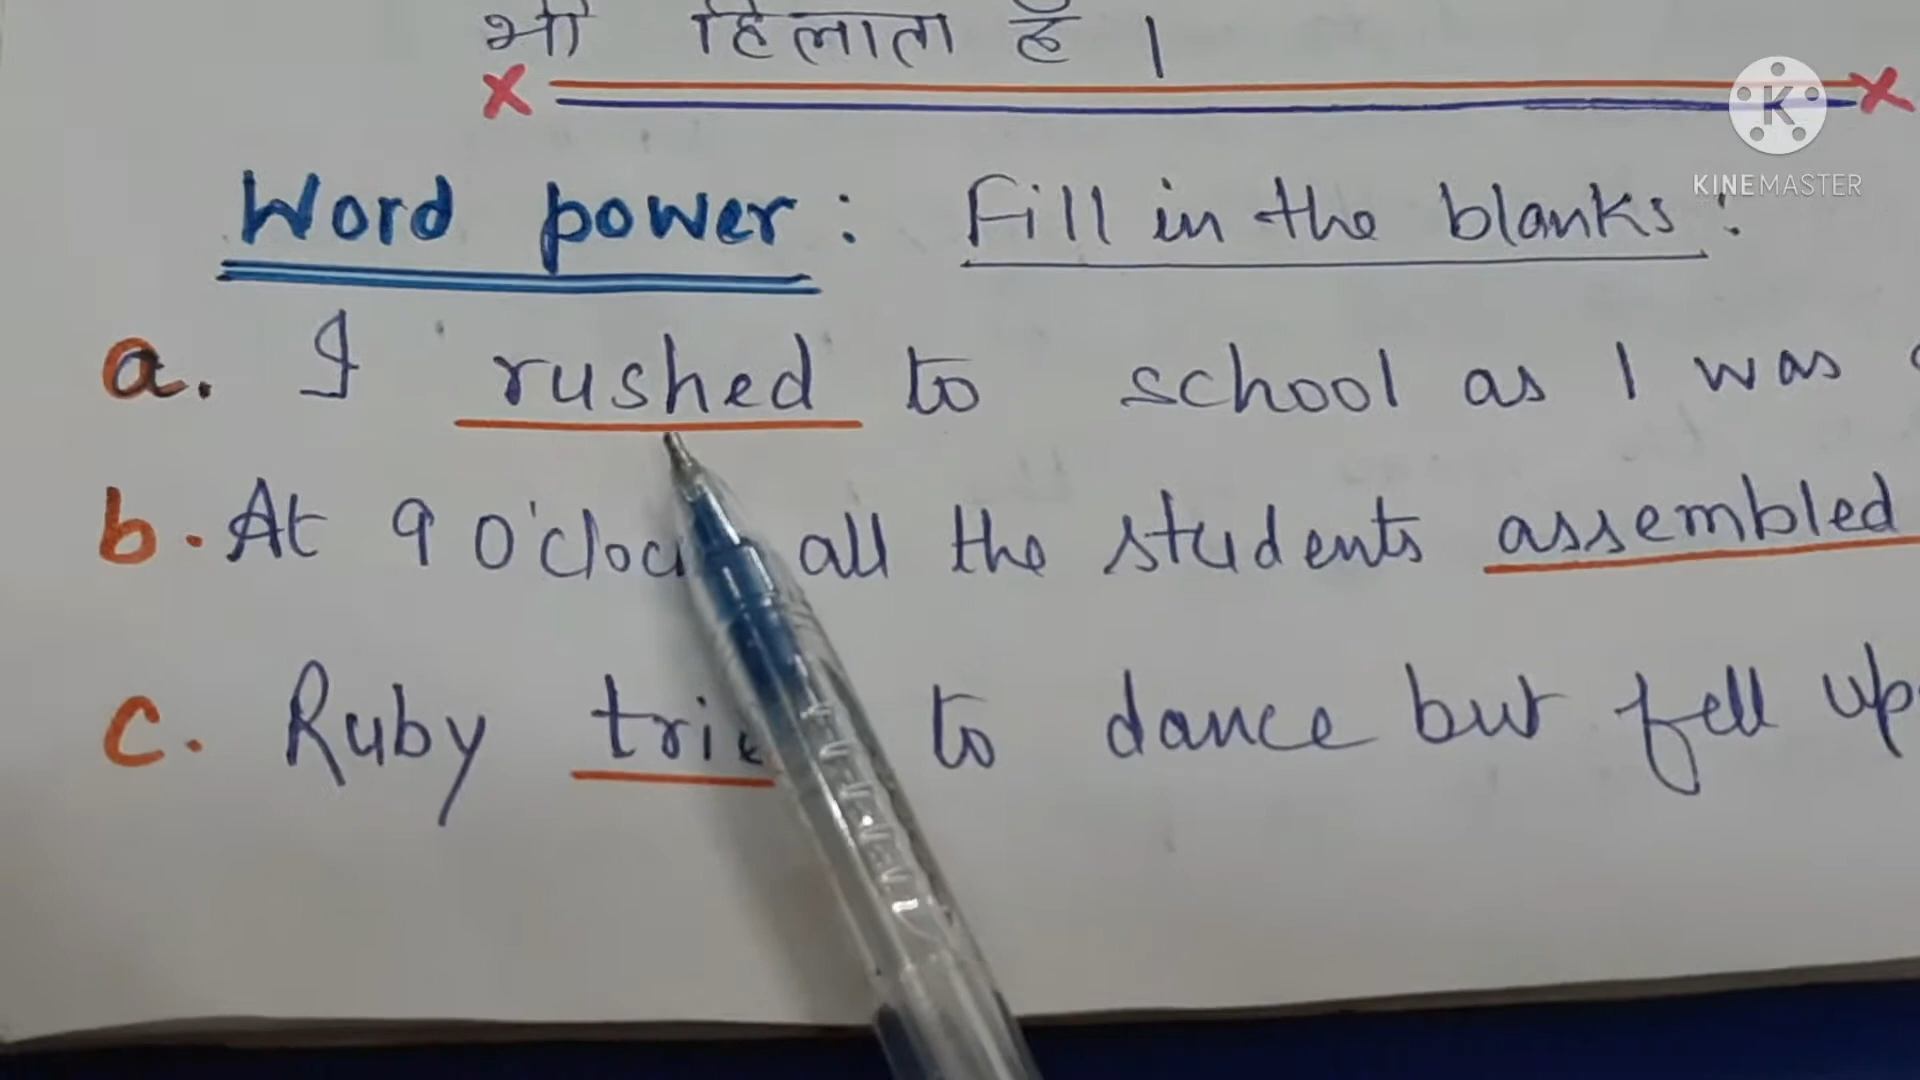 भी हिलाता है ।
KINEMASTER
Word power : Fill in the blanks :
a. I rushed to school as I was
b. At 9 O'cloc all the students assembled
c. Ruby trie to dance but fell up